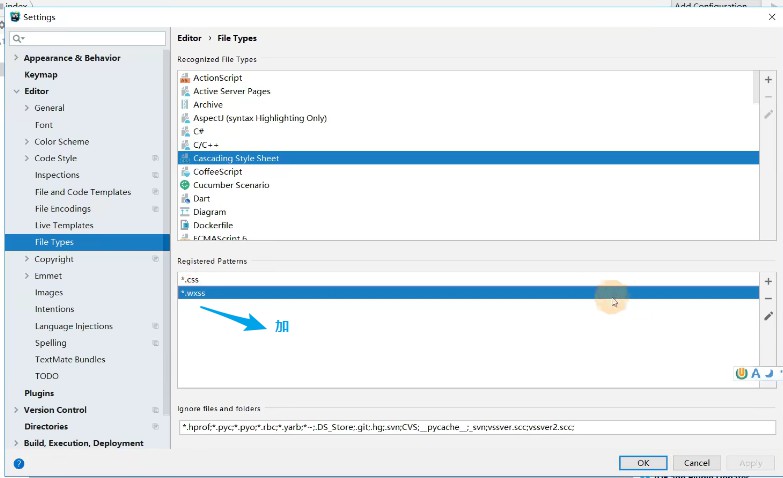 index
Add Configuration...
Settings
Editor › File Types
Recognized File Types
Appearance & Behavior
Keymap
Editor
General
Font
Color Scheme
Code Style
Inspections
File and Code Templates
File Encodings
Live Templates
File Types
Copyright
Emmet
Images
Intentions
Language Injections
Spelling
TextMate Bundles
TODO
Plugins
Version Control
Directories
Build, Execution, Deployment
ActionScript
Active Server Pages
Archive
AspectJ (syntax Highlighting Only)
C#
C/C++
Cascading Style Sheet
CoffeeScript
Cucumber Scenario
Dart
Diagram
Dockerfile
ECMAScript 6
Registered Patterns
*.css
*.wxss
加
Ignore files and folders
*.hprof;*.pyc;*.pyo;*.rbc;*.yarb;*~;.DS_Store;.git;.hg;.svn;CVS;__pycache__;_svn;vssver.scc;vssver2.scc;
OK
Cancel
Apply